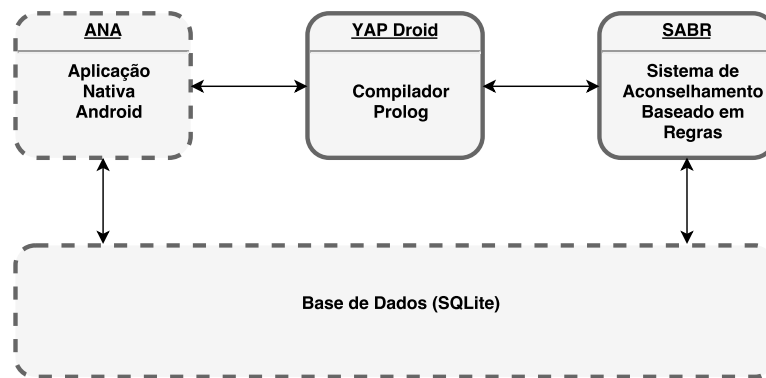 ANA
Aplicação
Nativa
Android
YAP Droid
Compilador
Prolog
SABR
Sistema de
Aconselhamento
Baseado em
Regras
Base de Dados (SQLite)